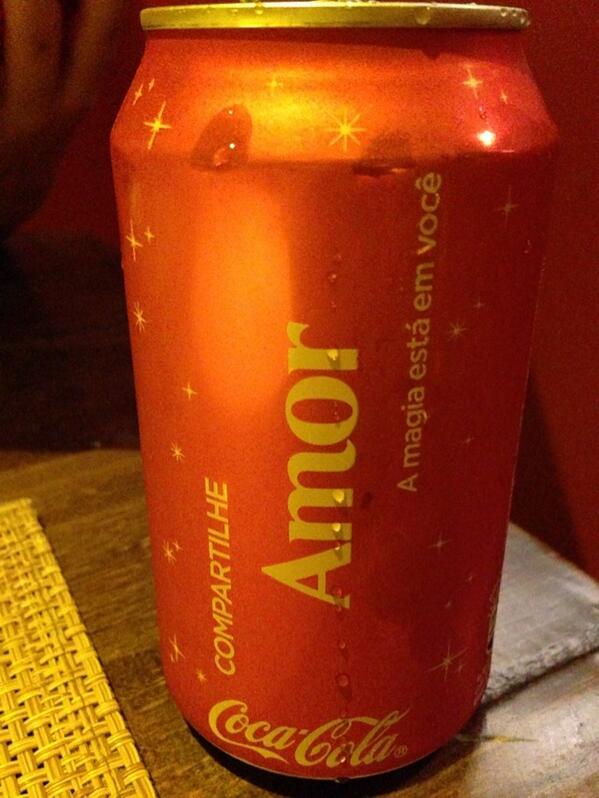 COMPARTILHE
Amor
A magia está em você
Coca-Cola®